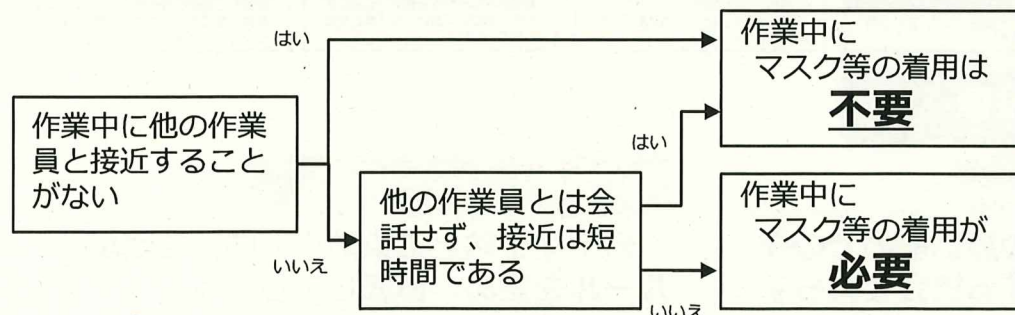 はい
作業中に
マスク等の着用は
不要
作業中に他の作業
員と接近すること
がない
はい
いいえ
他の作業員とは会
話せず、接近は短
時間である
作業中に
マスク等の着用が
必要
いいえ